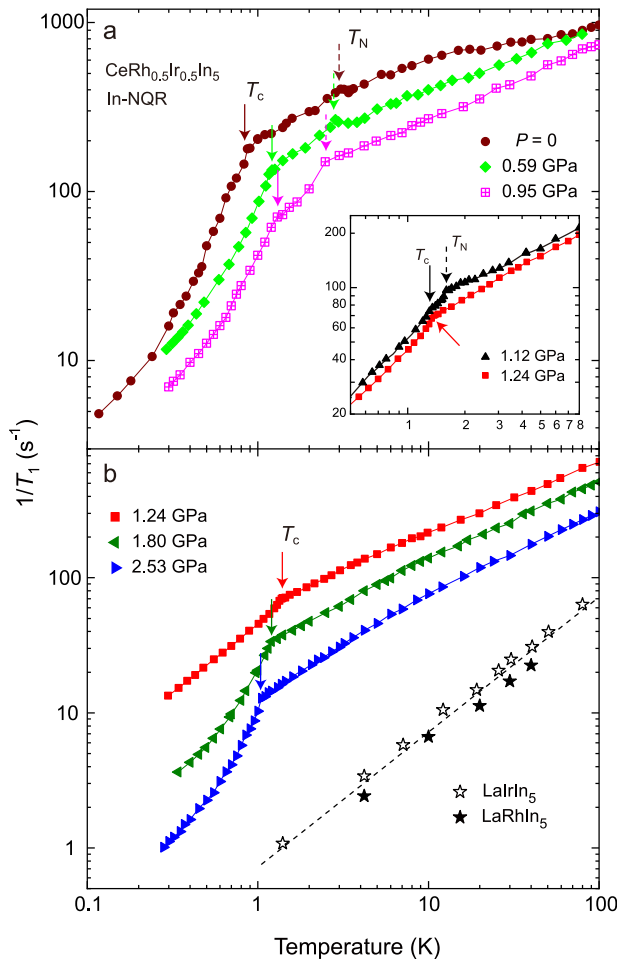 a
CeRh0.5Ir0.5In5
In-NQR
Tc
TN
P = 0
0.59 GPa
0.95 GPa
1000
100
10
Tc
TN
1.12 GPa
1.24 GPa
200
100
80
60
40
20
1 2 3 4 5 6 7 8
1/T1 (s-1)
b
1.24 GPa
1.80 GPa
2.53 GPa
Tc
LaIrIn5
LaRhIn5
100
10
1
0.1 1 10 100
Temperature (K)